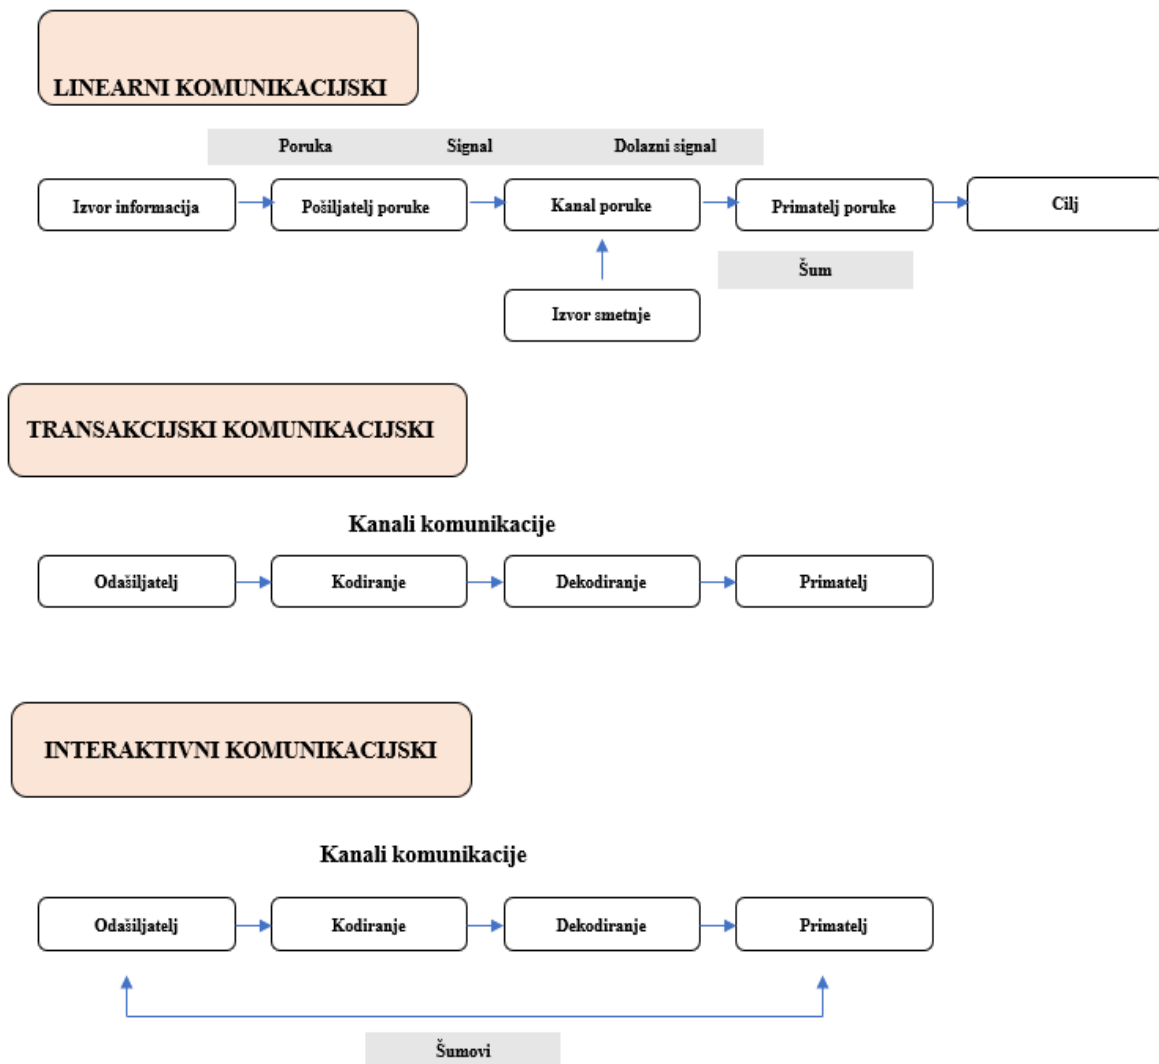 LINEARNI KOMUNIKACIJSKI
Poruka Signal Dolazni signal
Izvor informacija Pošiljatelj poruke Kanal poruke Primatelj poruke Cilj
Šum
Izvor smetnje
TRANSAKCIJSKI KOMUNIKACIJSKI
Kanali komunikacije
Odašiljatelj Kodiranje Dekodiranje Primatelj
INTERAKTIVNI KOMUNIKACIJSKI
Kanali komunikacije
Odašiljatelj Kodiranje Dekodiranje Primatelj
Šumovi